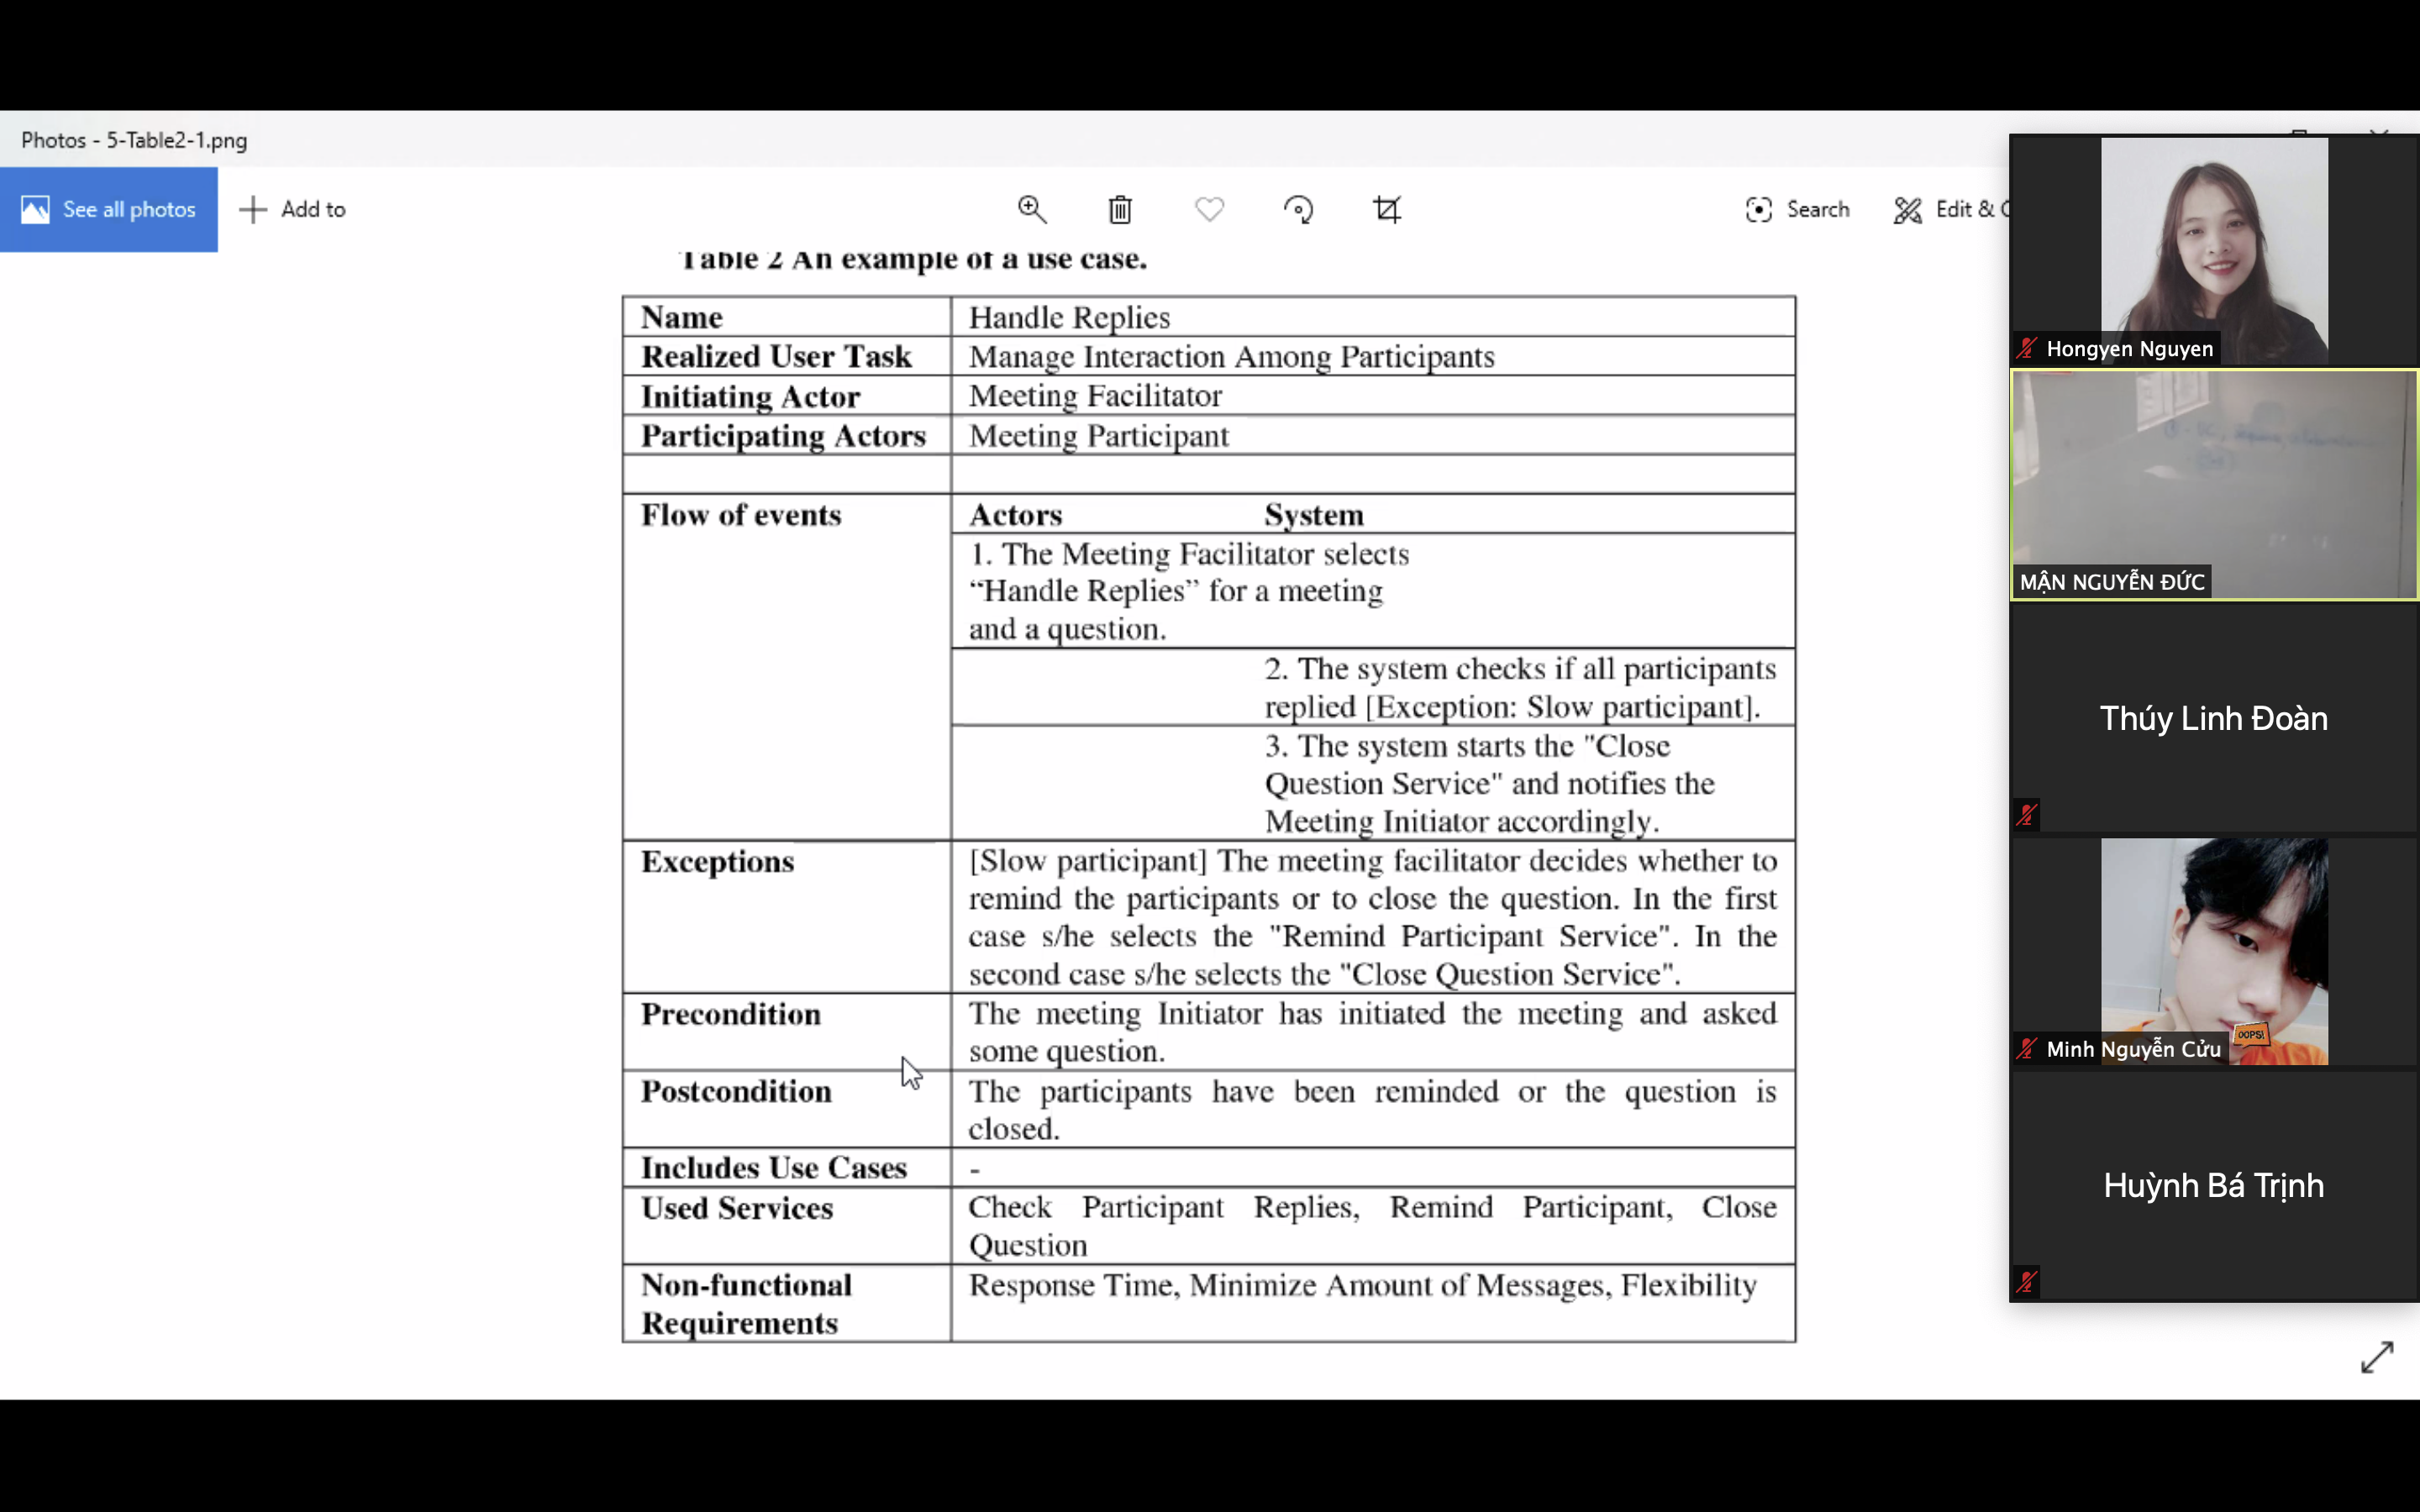 Photos - 5-Table2-1.png
See all photos
Add to
Search
Edit &
Table 2 An example of a use case.
Name Handle Replies
Realized User Task Manage Interaction Among Participants
Initiating Actor Meeting Facilitator
Participating Actors Meeting Participant
Flow of events Actors System
1. The Meeting Facilitator selects
“Handle Replies” for a meeting
and a question.
2. The system checks if all participants
replied [Exception: Slow participant].
3. The system starts the "Close
Question Service" and notifies the
Meeting Initiator accordingly.
Exceptions [Slow participant] The meeting facilitator decides whether to
remind the participants or to close the question. In the first
case s/he selects the "Remind Participant Service". In the
second case s/he selects the "Close Question Service".
Precondition The meeting Initiator has initiated the meeting and asked
some question.
Postcondition The participants have been reminded or the question is
closed.
Includes Use Cases -
Used Services Check Participant Replies, Remind Participant, Close
Question
Non-functional Response Time, Minimize Amount of Messages, Flexibility
Requirements
Hongyen Nguyen
MẬN NGUYỄN ĐỨC
Thúy Linh Đoàn
OOPS!
Minh Nguyễn Cửu
Huỳnh Bá Trịnh